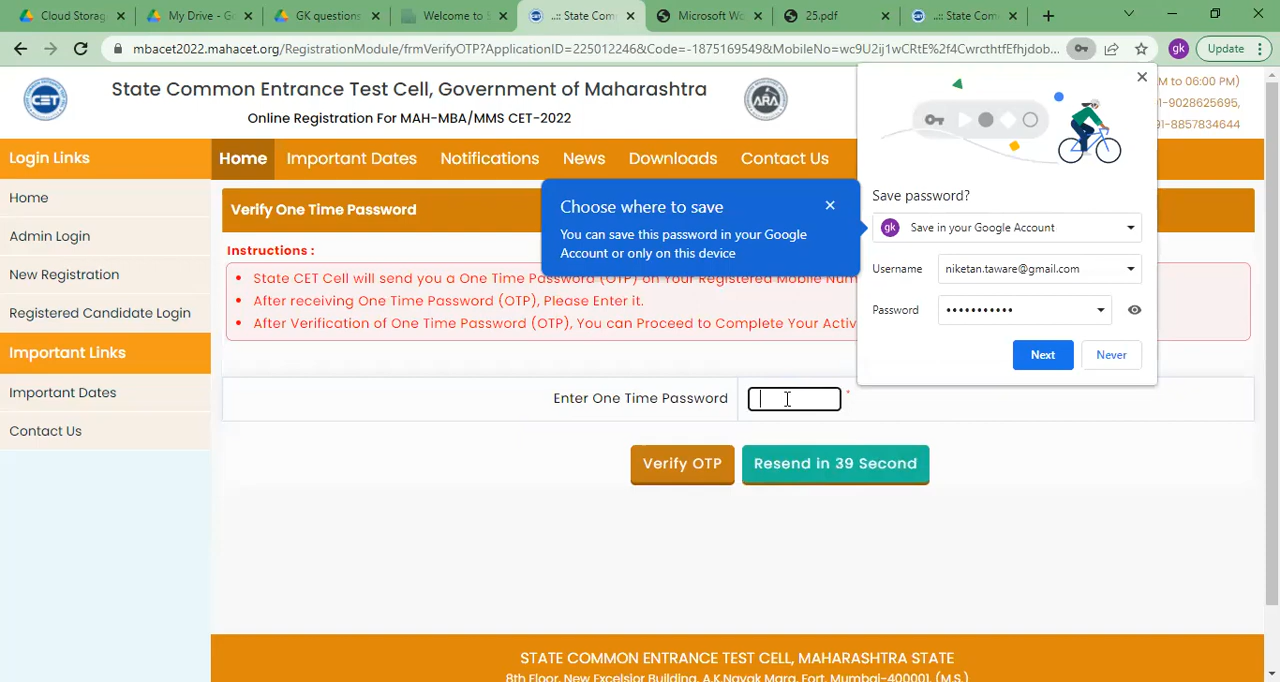 Cloud Storag
My Drive - G
GK questions
Welcome to S
..:: State Com
Microsoft Wo
25.pdf
..:: State Com
mbacet2022.mahacet.org/RegistrationModule/frmVerifyOTP?ApplicationID=225012246&Code=-1875169549&MobileNo=wc9U2ij1wCRtE%2f4CwrcthtfEfhjdob...
gk
Update
CET
State Common Entrance Test Cell, Government of Maharashtra
Online Registration For MAH-MBA/MMS CET-2022
ARA
M to 06:00 PM)
1-9028625695,
91-8857834644
Login Links
Home
Admin Login
New Registration
Registered Candidate Login
Important Links
Important Dates
Contact Us
Home
Important Dates
Notifications
News
Downloads
Contact Us
Verify One Time Password
Instructions :
State CET Cell will send you a One Time Password (OTP) on Your Registered Mobile Num
After receiving One Time Password (OTP), Please Enter it.
After Verification of One Time Password (OTP), You can Proceed to Complete Your Activ
Choose where to save
You can save this password in your Google
Account or only on this device
Save password?
gk Save in your Google Account
Username niketan.taware@gmail.com
Password •••••••••••
Next
Never
Enter One Time Password
*
Verify OTP
Resend in 39 Second
STATE COMMON ENTRANCE TEST CELL, MAHARASHTRA STATE
8th Floor, New Excelsior Building, A.K.Nayak Marg, Fort, Mumbai-400001. (M.S.)